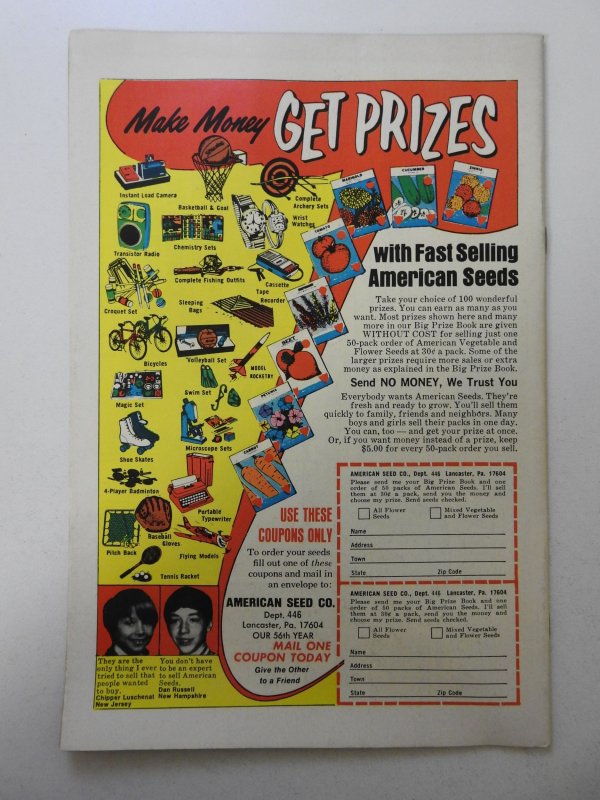 Make Money GET PRIZES
Instant Load Camera
Basketball & Goal
Complete
Archery Sets
Wrist
Watches
Transistor Radio
Chemistry Sets
Complete Fishing Outfits
Cassette
Tape
Recorder
Croquet Set
Sleeping
Bags
Bicycles
Volleyball Set
MODEL
ROCKETRY
Magic Set
Swim Set
Shoe Skates
Microscope Sets
4-Player Badminton
Portable
Typewriter
Baseball
Gloves
Pitch Back
Flying Models
Tennis Racket
MARIGOLD
CUCUMBER
ZINNIA
TOMATO
BEET
PETUNIA
CARROT
with Fast Selling
American Seeds
Take your choice of 100 wonderful
prizes. You can earn as many as you
want. Most prizes shown here and many
more in our Big Prize Book are given
WITHOUT COST for selling just one
50-pack order of American Vegetable and
Flower Seeds at 30¢ a pack. Some of the
larger prizes require more sales or extra
money as explained in the Big Prize Book.
Send NO MONEY, We Trust You
Everybody wants American Seeds. They're
fresh and ready to grow. You'll sell them
quickly to family, friends and neighbors. Many
boys and girls sell their packs in one day.
You can, too — and get your prize at once.
Or, if you want money instead of a prize, keep
$5.00 for every 50-pack order you sell.
USE THESE
COUPONS ONLY
To order your seeds
fill out one of these
coupons and mail in
an envelope to:
AMERICAN SEED CO.
Dept. 446
Lancaster, Pa. 17604
OUR 56th YEAR
MAIL ONE
COUPON TODAY
Give the Other
to a Friend
They are the
only thing I ever
tried to sell that
people wanted
to buy.
Chipper Luschenat
New Jersey
You don't have
to be an expert
to sell American
Seeds.
Dan Russell
New Hampshire
AMERICAN SEED CO., Dept. 446 Lancaster, Pa. 17604
Please send me your Big Prize Book and one
order of 50 packs of American Seeds. I'll sell
them at 30¢ a pack, send you the money and
choose my prize. Send seeds checked.
All Flower
Seeds
Mixed Vegetable
and Flower Seeds
Name
Address
Town
State Zip Code
AMERICAN SEED CO., Dept. 446 Lancaster, Pa. 17604
Please send me your Big Prize Book and one
order of 50 packs of American Seeds. I'll sell
them at 30¢ a pack, send you the money and
choose my prize. Send seeds checked.
All Flower
Seeds
Mixed Vegetable
and Flower Seeds
Name
Address
Town
State Zip Code